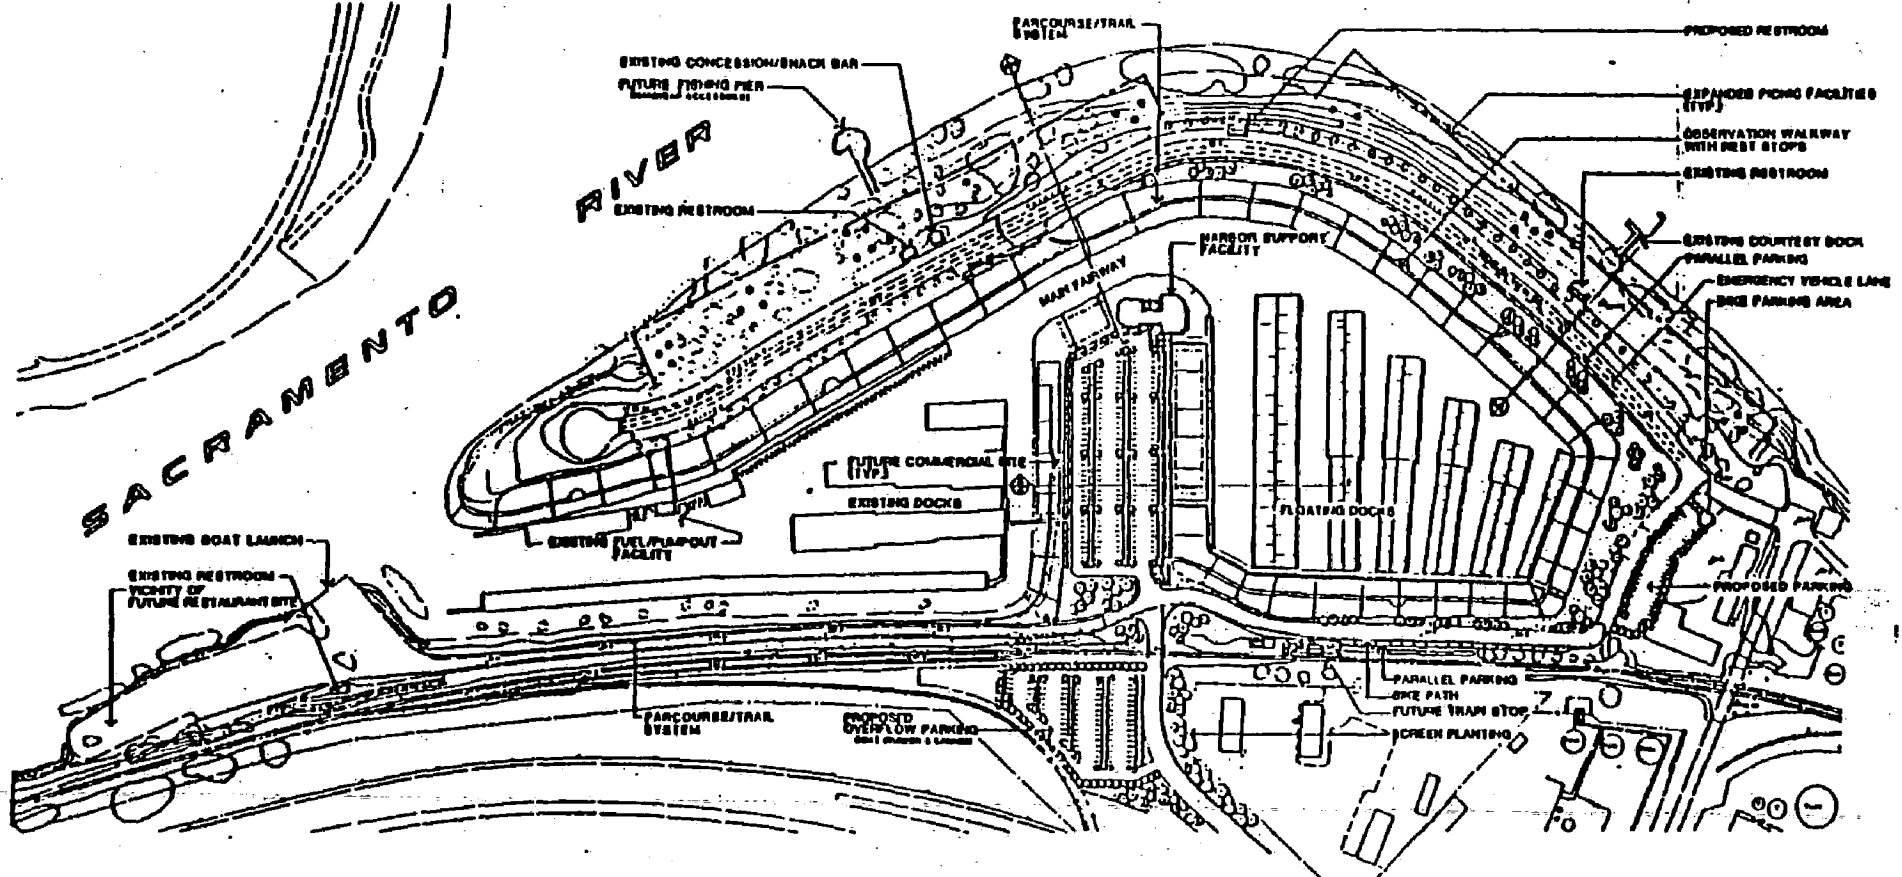 PARCOURSE/TRAIL
SYSTEM
PROPOSED RESTROOM
EXISTING CONCESSION/SNACK BAR
FUTURE FISHING PIER
EXPANDED PICNIC FACILITIES
(TYP.)
OBSERVATION WALKWAY
WITH REST STOPS
EXISTING RESTROOM
RIVER
EXISTING RESTROOM
HARBOR SUPPORT
FACILITY
EXISTING COURTESY DOCK
PARALLEL PARKING
EMERGENCY VEHICLE LANE
BIKE PARKING AREA
MAIN FAIRWAY
SACRAMENTO
FUTURE COMMERCIAL SITE
(TYP.)
EXISTING DOCKS
FLOATING DOCKS
EXISTING FUEL/PUMPOUT
FACILITY
EXISTING BOAT LAUNCH
EXISTING RESTROOM
VICINITY OF
FUTURE RESTAURANT SITE
PROPOSED PARKING
PARALLEL PARKING
BIKE PATH
FUTURE TRAIN STOP
SCREEN PLANTING
PARCOURSE/TRAIL
SYSTEM
PROPOSED
OVERFLOW PARKING